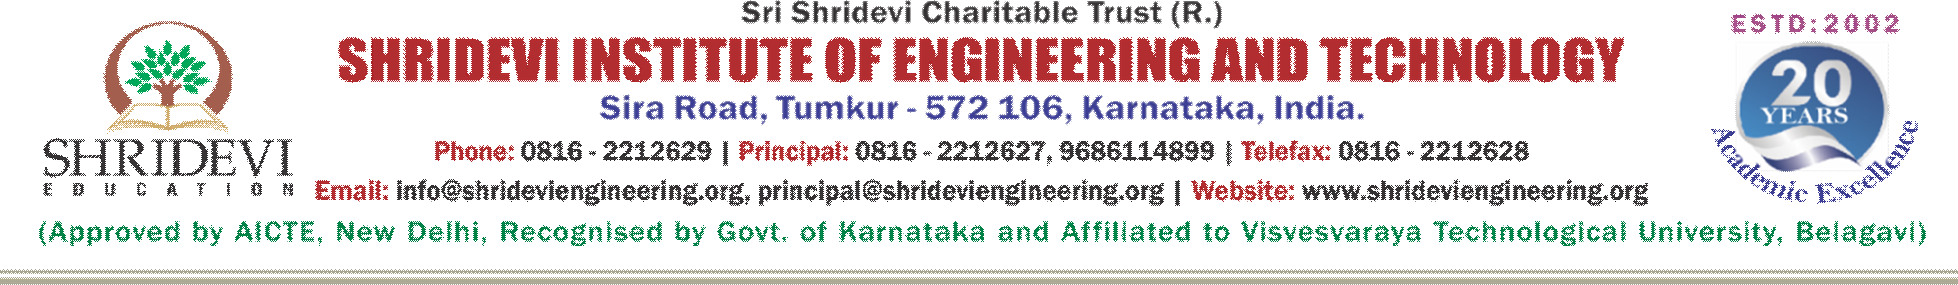 Sri Shridevi Charitable Trust (R.)
SHRIDEVI INSTITUTE OF ENGINEERING AND TECHNOLOGY
Sira Road, Tumkur - 572 106, Karnataka, India.
Phone: 0816 - 2212629 | Principal: 0816 - 2212627, 9686114899 | Telefax: 0816 - 2212628
Email: info@shrideviengineering.org, principal@shrideviengineering.org | Website: www.shrideviengineering.org
(Approved by AICTE, New Delhi, Recognised by Govt. of Karnataka and Affiliated to Visvesvaraya Technological University, Belagavi)
SHRIDEVI
EDUCATION
ESTD:2002
20
YEARS
Academic Excellence